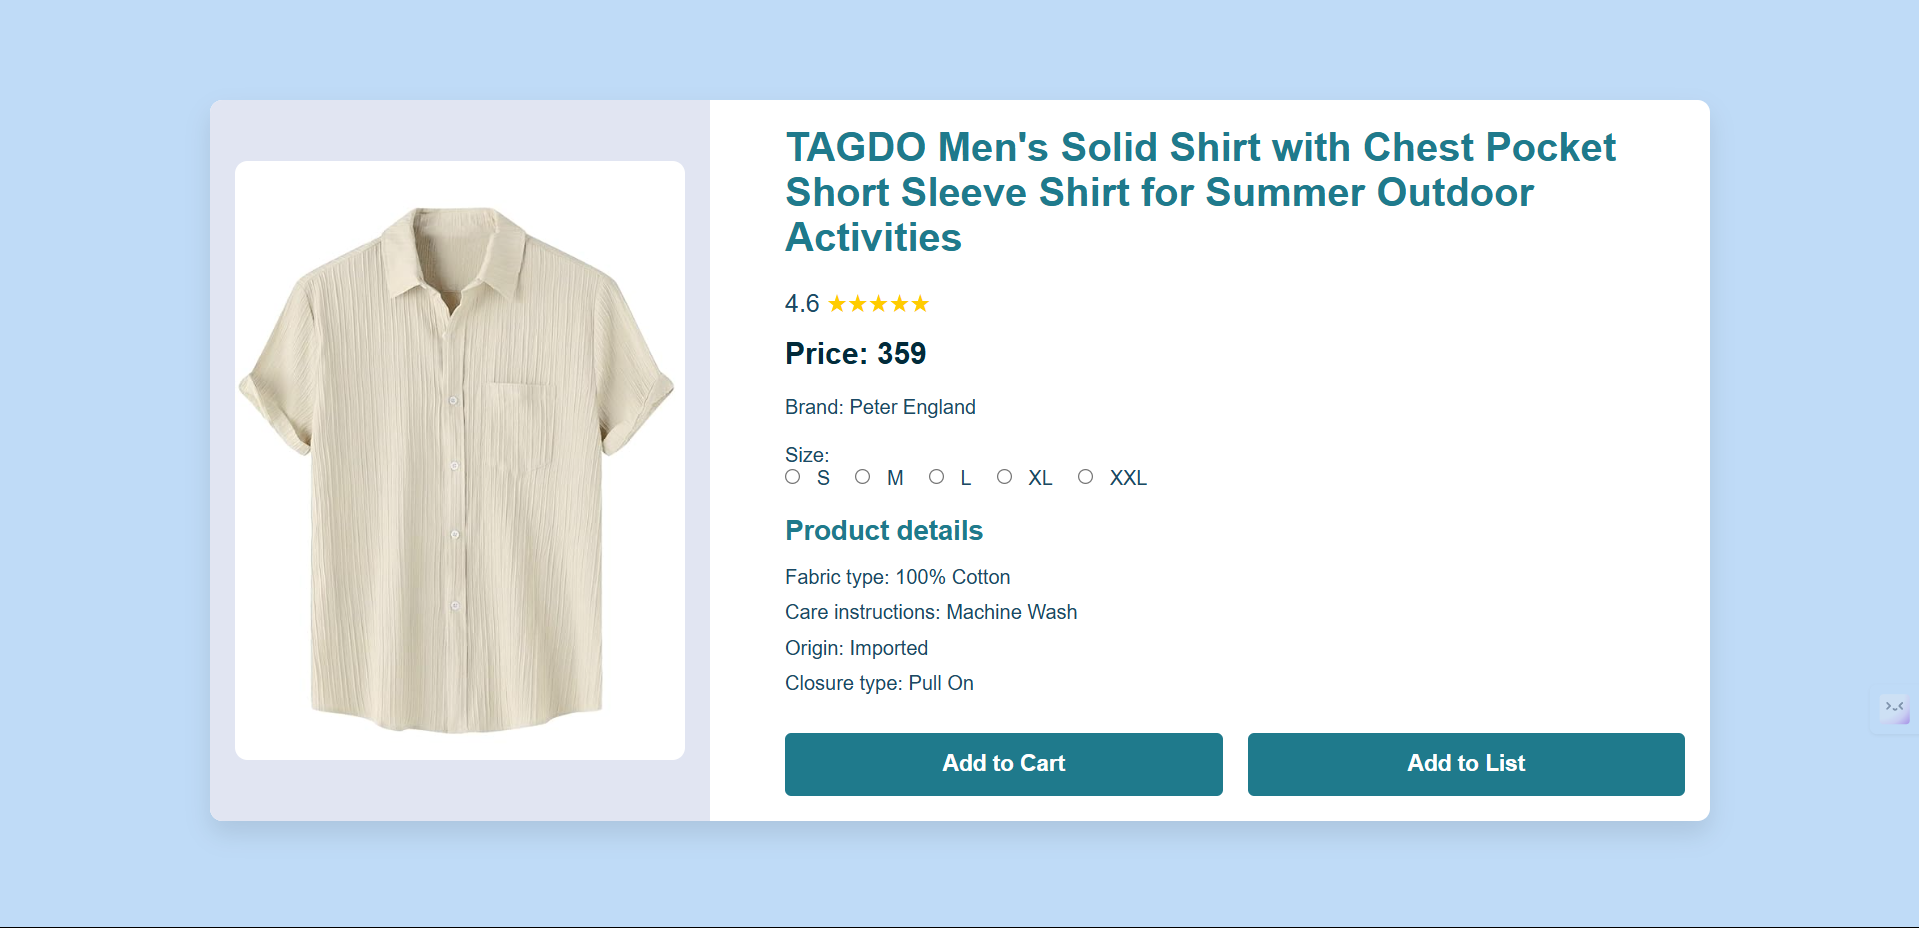 TAGDO Men's Solid Shirt with Chest Pocket
Short Sleeve Shirt for Summer Outdoor
Activities
4.6 ★★★★★
Price: 359
Brand: Peter England
Size:
S M L XL XXL
Product details
Fabric type: 100% Cotton
Care instructions: Machine Wash
Origin: Imported
Closure type: Pull On
Add to Cart Add to List